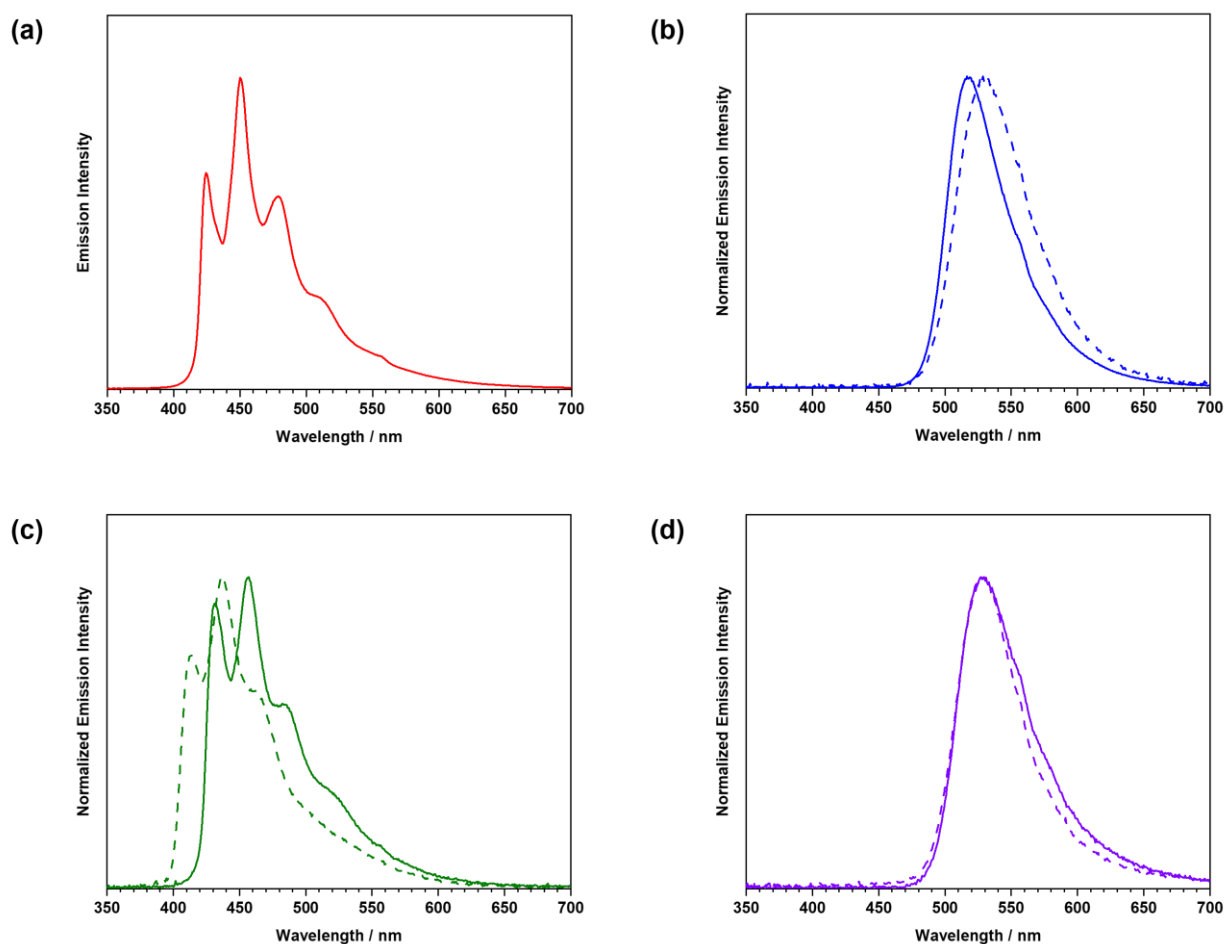 (a)
Emission Intensity
350 400 450 500 550 600 650 700
Wavelength / nm
(b)
Normalized Emission Intensity
350 400 450 500 550 600 650 700
Wavelength / nm
(c)
Normalized Emission Intensity
350 400 450 500 550 600 650 700
Wavelength / nm
(d)
Normalized Emission Intensity
350 400 450 500 550 600 650 700
Wavelength / nm